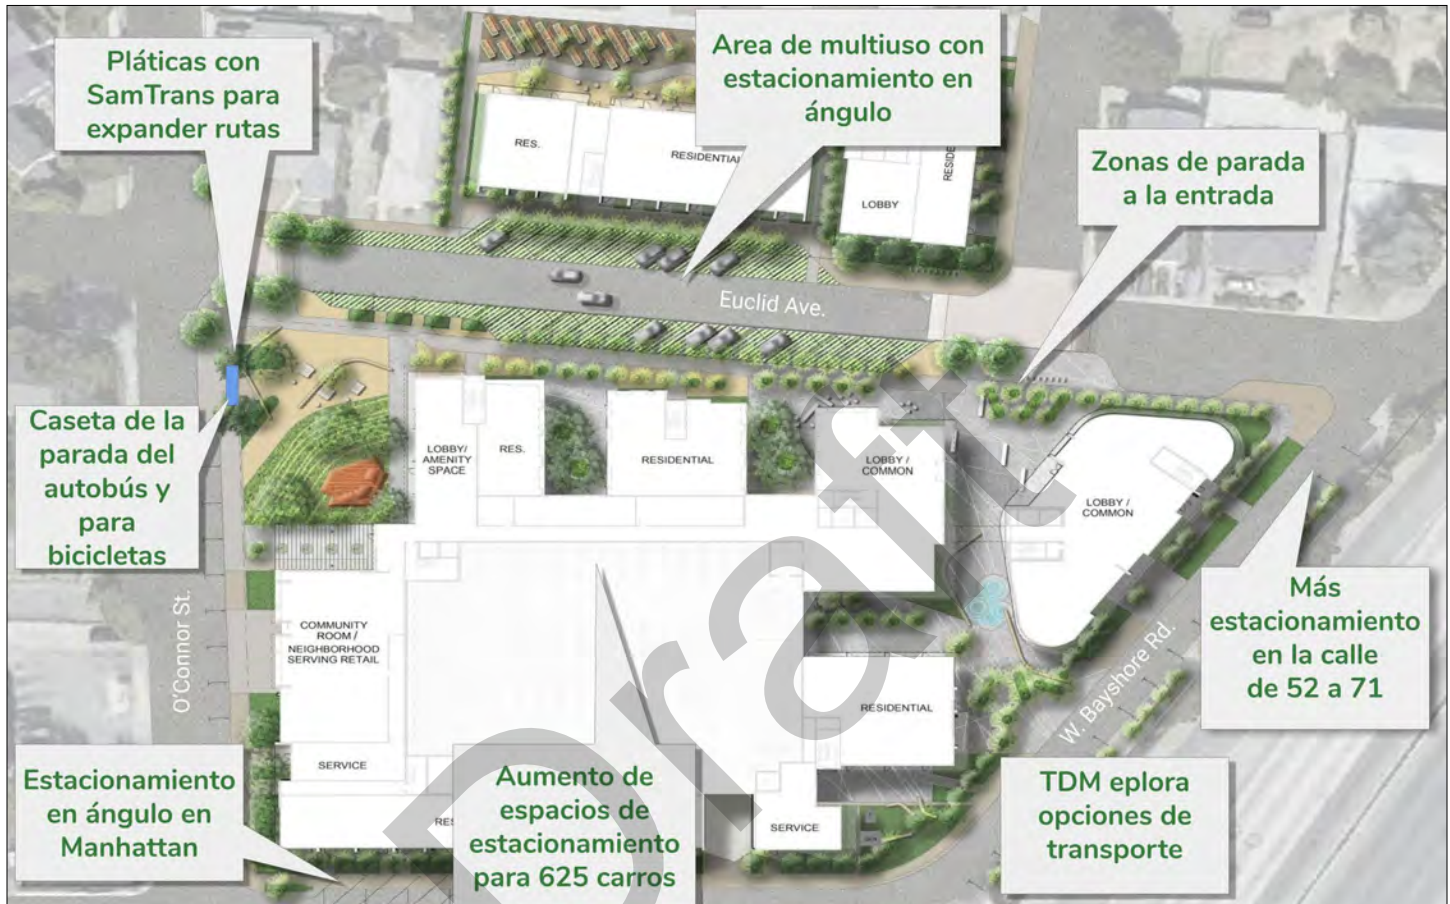 Pláticas con
SamTrans para
expander rutas
Area de multiuso con
estacionamiento en
ángulo
Zonas de parada
a la entrada
RES.
RESIDENTIAL
LOBBY
Euclid Ave.
Caseta de la
parada del
autobús y
para
bicicletas
LOBBY/
AMENITY
SPACE
RES.
RESIDENTIAL
LOBBY /
COMMON
LOBBY /
COMMON
Más
estacionamiento
en la calle
de 52 a 71
O'Connor St.
COMMUNITY
ROOM /
NEIGHBORHOOD
SERVING RETAIL
RESIDENTIAL
W. Bayshore Rd.
SERVICE
Estacionamiento
en ángulo en
Manhattan
Aumento de
espacios de
estacionamiento
para 625 carros
SERVICE
TDM eplora
opciones de
transporte
Draft